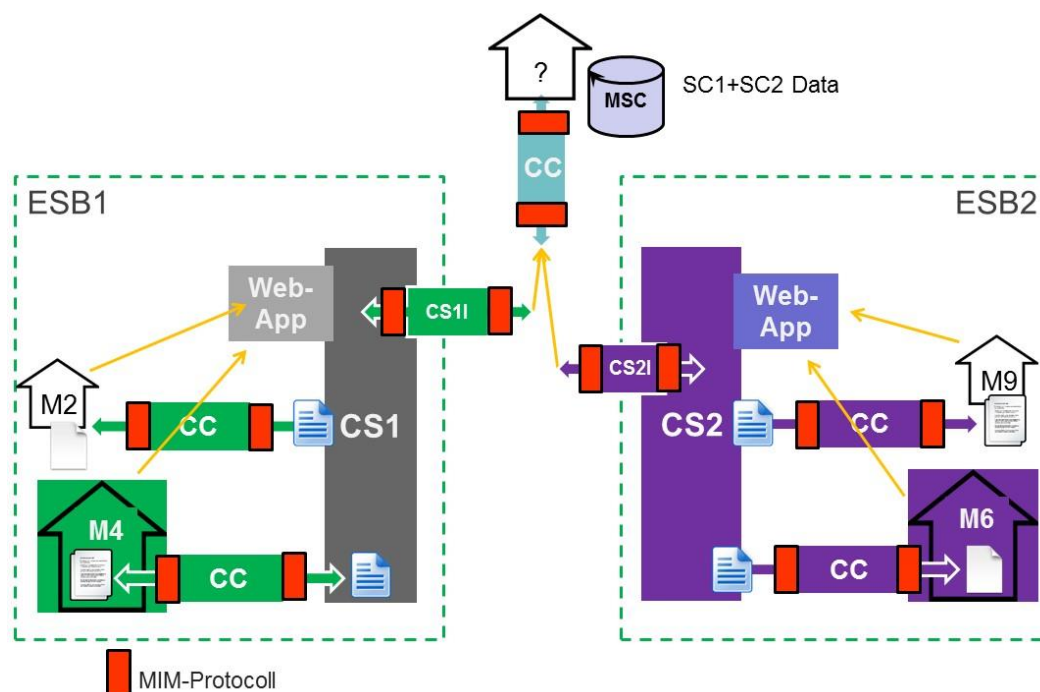 ?
MSC
SC1+SC2 Data
CC
ESB1
ESB2
Web-
App
CS1I
Web-
App
CS2I
M2
CC
CS1
CS2
CC
M9
M4
CC
M6
CC
MIM-Protocoll